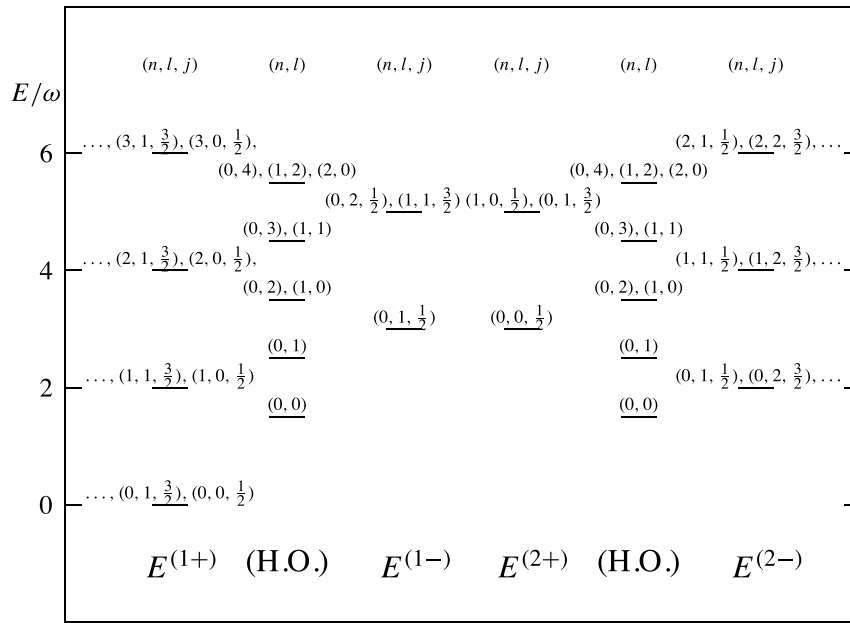 (n, l, j) (n, l) (n, l, j) (n, l, j) (n, l) (n, l, j)
E/ω
..., (3, 1, 3/2), (3, 0, 1/2), (2, 1, 1/2), (2, 2, 3/2), ...
6
(0, 4), (1, 2), (2, 0) (0, 4), (1, 2), (2, 0)
(0, 2, 1/2), (1, 1, 3/2) (1, 0, 1/2), (0, 1, 3/2)
(0, 3), (1, 1) (0, 3), (1, 1)
..., (2, 1, 3/2), (2, 0, 1/2), (1, 1, 1/2), (1, 2, 3/2), ...
4
(0, 2), (1, 0) (0, 2), (1, 0)
(0, 1, 1/2) (0, 0, 1/2)
(0, 1) (0, 1)
..., (1, 1, 3/2), (1, 0, 1/2) (0, 1, 1/2), (0, 2, 3/2), ...
2
(0, 0) (0, 0)
..., (0, 1, 3/2), (0, 0, 1/2)
0
E^(1+) (H.O.) E^(1−) E^(2+) (H.O.) E^(2−)